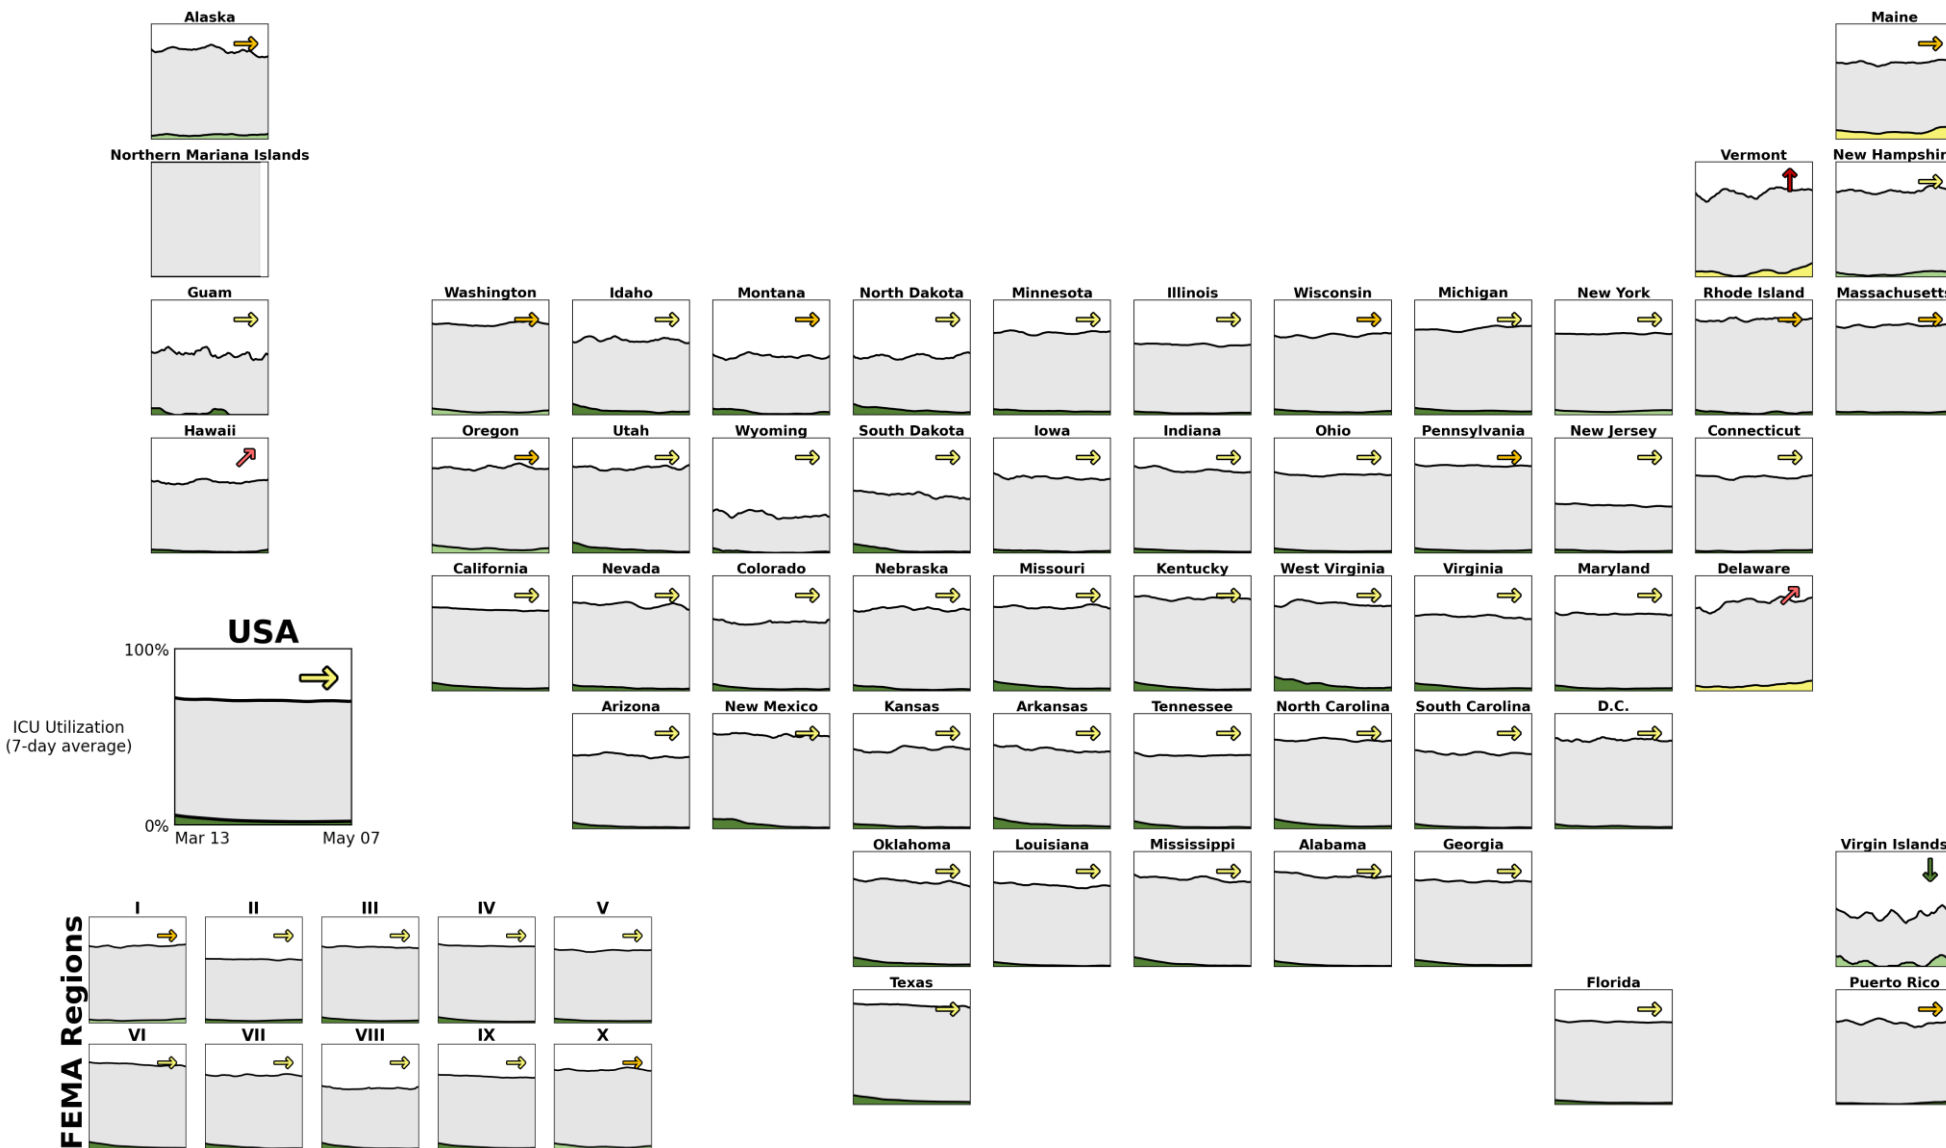 Alaska
Maine
Northern Mariana Islands
Vermont
New Hampshir
Guam
Washington
Idaho
Montana
North Dakota
Minnesota
Illinois
Wisconsin
Michigan
New York
Rhode Island
Massachusetts
Hawaii
Oregon
Utah
Wyoming
South Dakota
Iowa
Indiana
Ohio
Pennsylvania
New Jersey
Connecticut
California
Nevada
Colorado
Nebraska
Missouri
Kentucky
West Virginia
Virginia
Maryland
Delaware
USA
100%
ICU Utilization
(7-day average)
0%
Mar 13
May 07
Arizona
New Mexico
Kansas
Arkansas
Tennessee
North Carolina
South Carolina
D.C.
Oklahoma
Louisiana
Mississippi
Alabama
Georgia
Virgin Islands
FEMA Regions
I
II
III
IV
V
VI
VII
VIII
IX
X
Texas
Florida
Puerto Rico